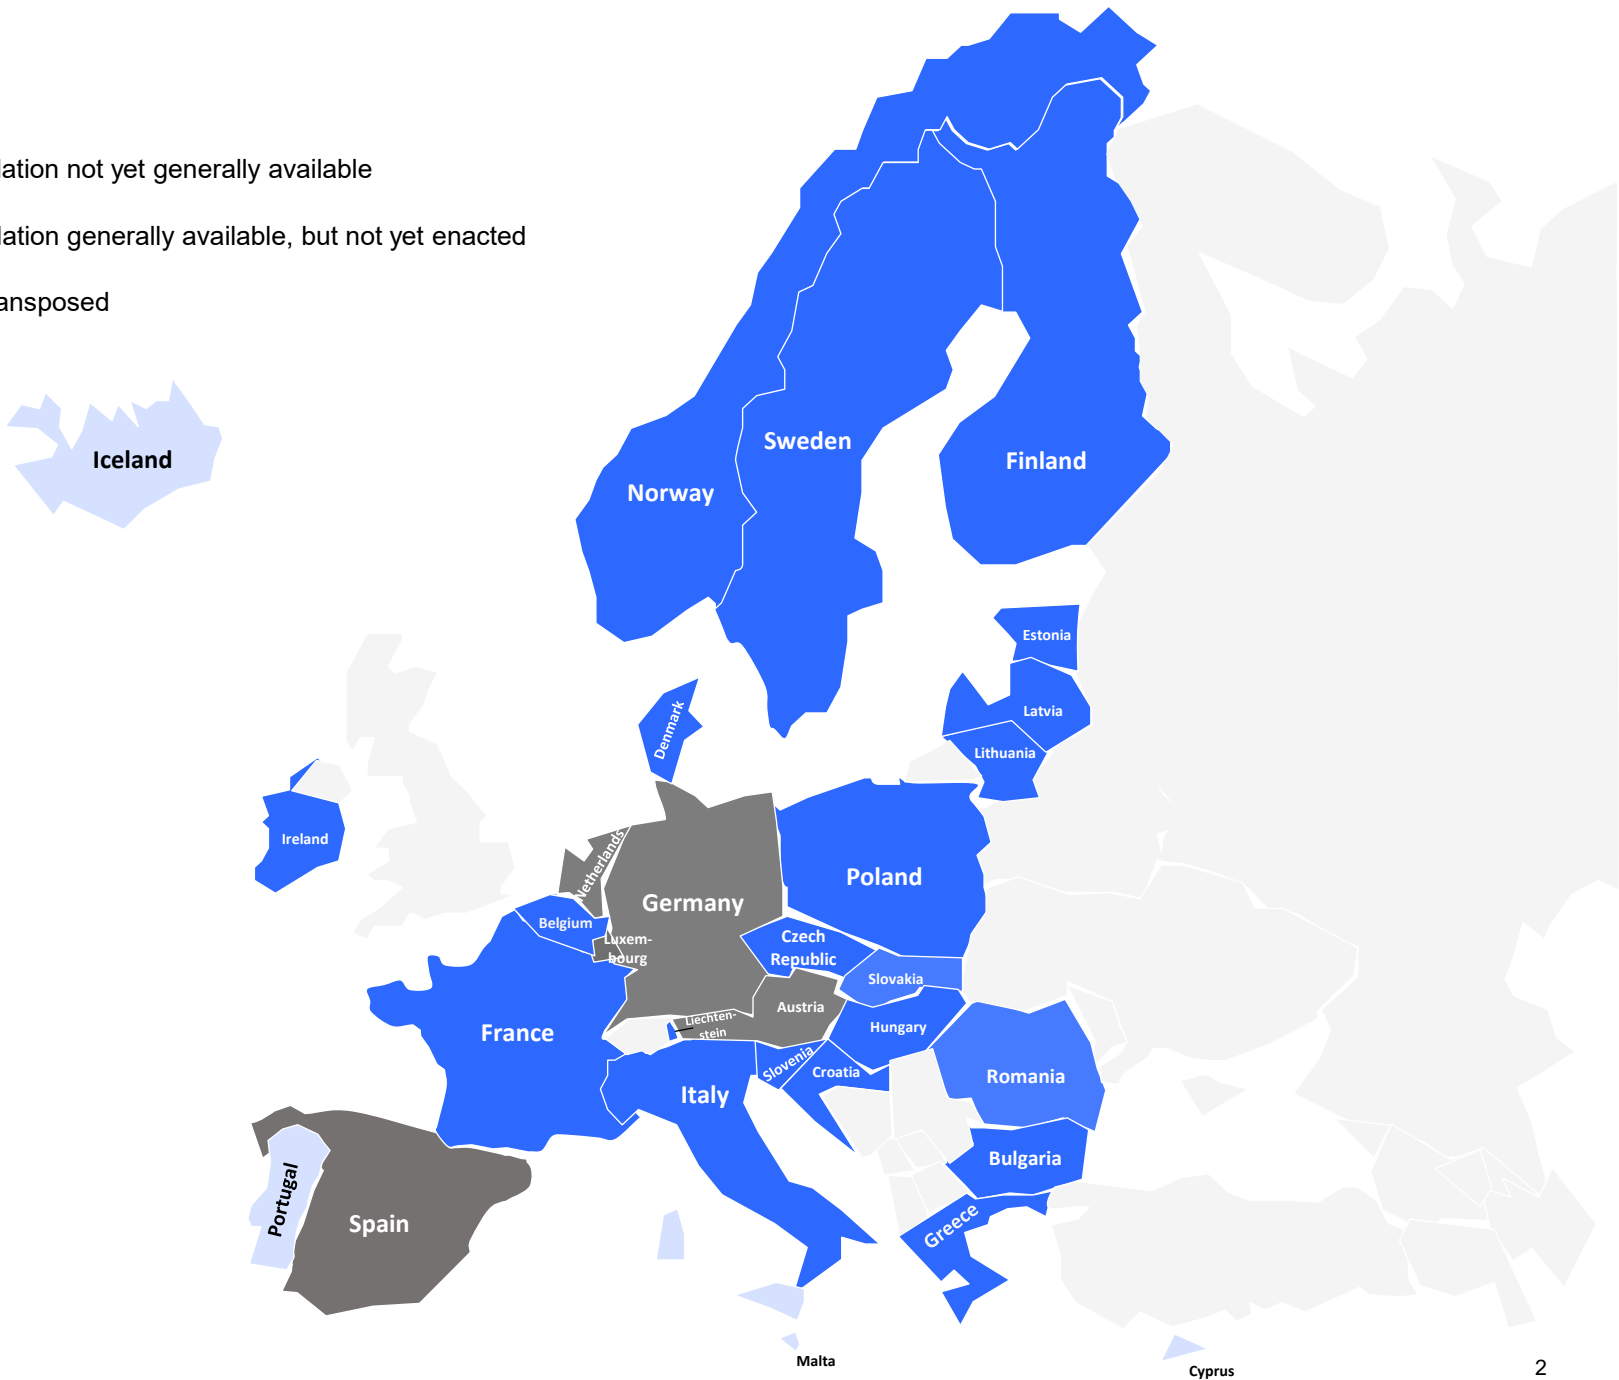 lation not yet generally available
lation generally available, but not yet enacted
ansposed
Iceland
Norway
Sweden
Finland
Estonia
Latvia
Lithuania
Denmark
Ireland
Netherlands
Germany
Poland
Belgium
Luxem-
bourg
Czech
Republic
Slovakia
Austria
Liechten-
stein
Hungary
France
Slovenia
Croatia
Romania
Italy
Bulgaria
Portugal
Spain
Greece
Malta
Cyprus
2